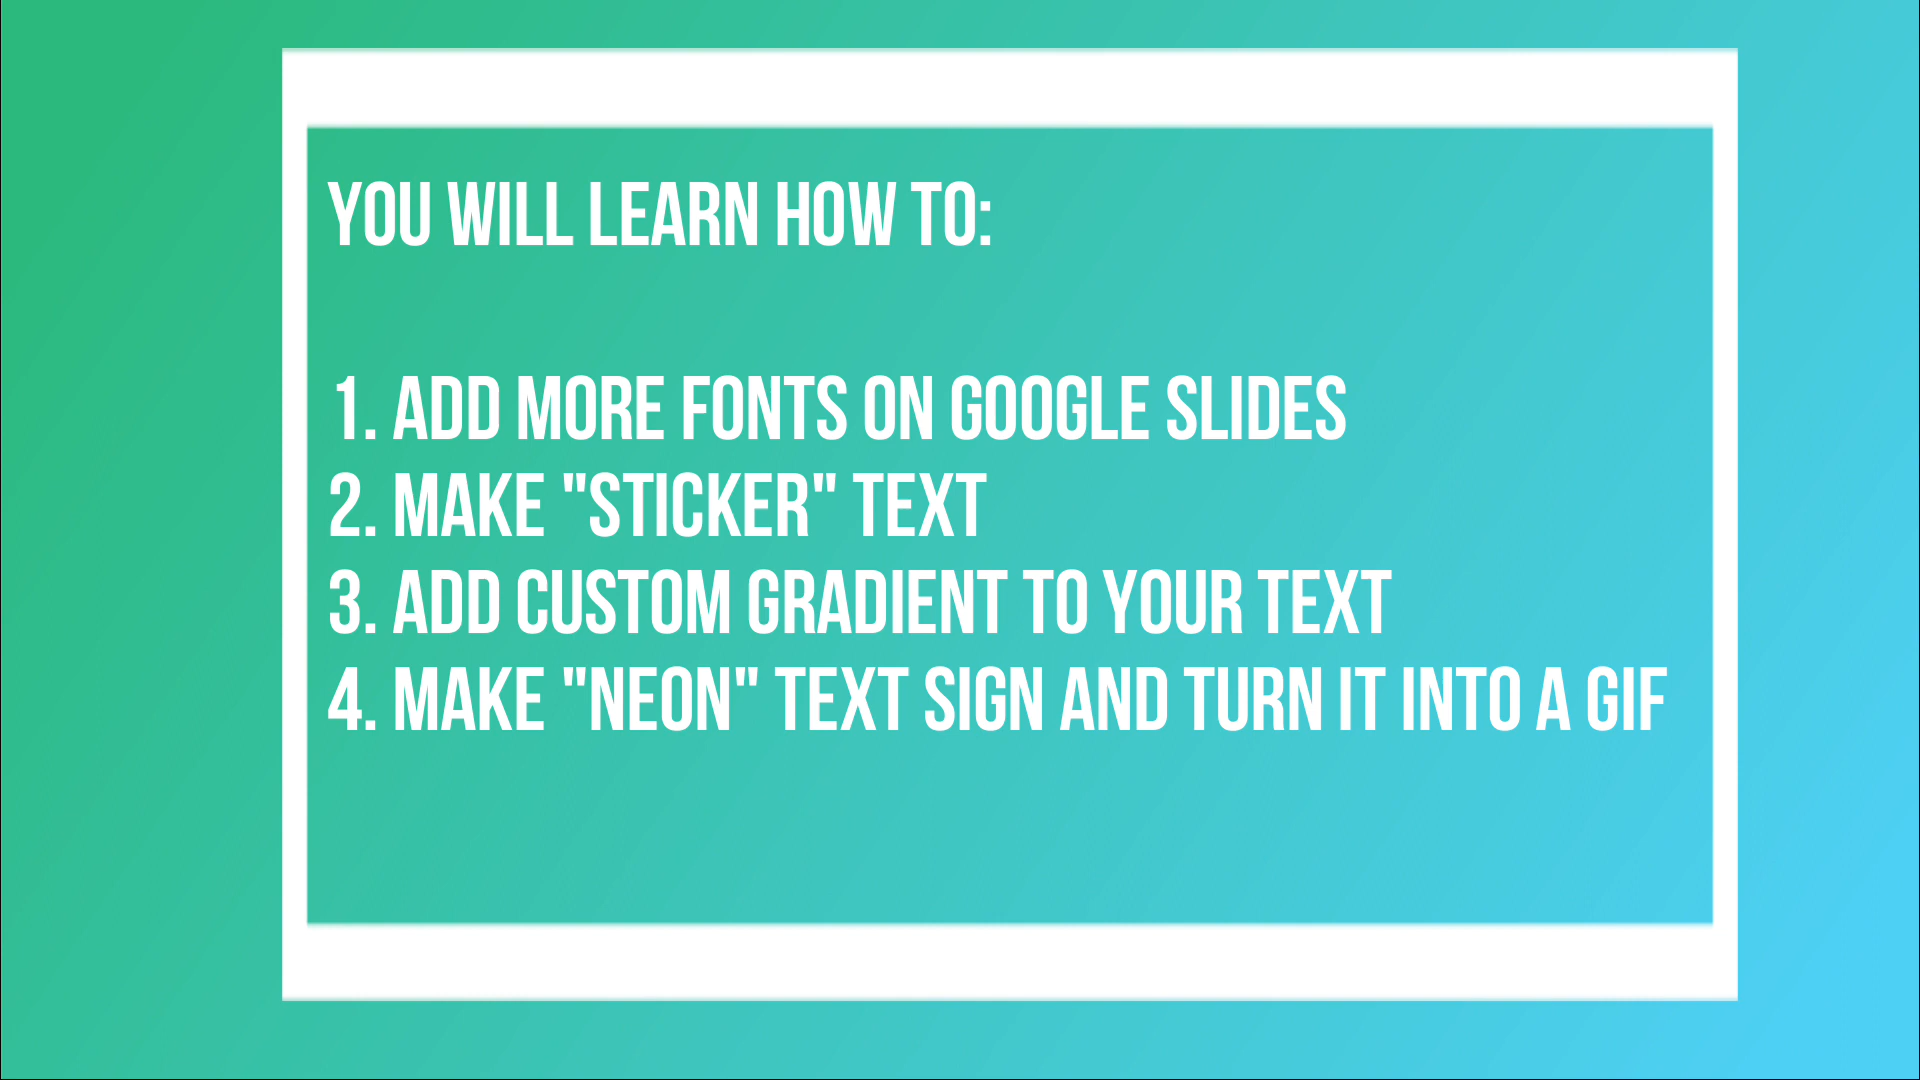 YOU WILL LEARN HOW TO:
1. ADD MORE FONTS ON GOOGLE SLIDES
2. MAKE "STICKER" TEXT
3. ADD CUSTOM GRADIENT TO YOUR TEXT
4. MAKE "NEON" TEXT SIGN AND TURN IT INTO A GIF